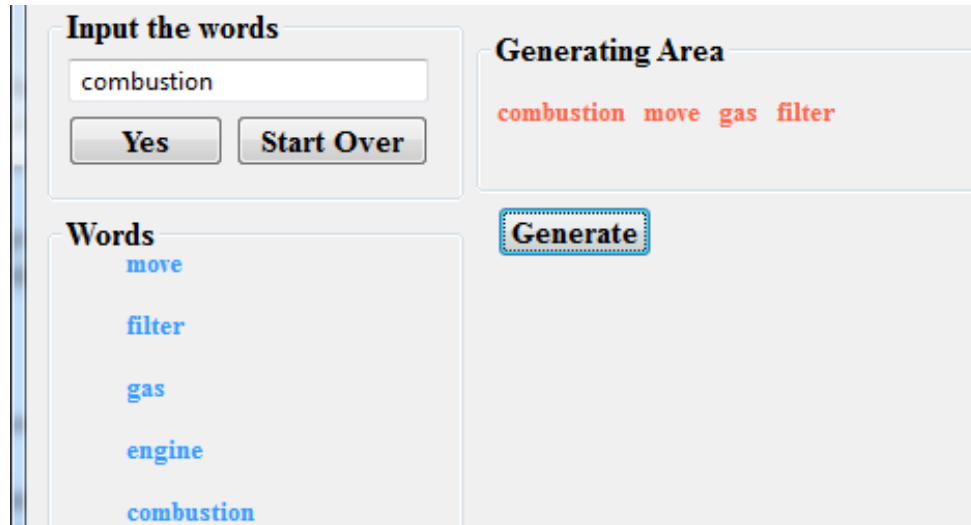 Input the words
combustion
Yes Start Over
Words
move
filter
gas
engine
combustion
Generating Area
combustion move gas filter
Generate